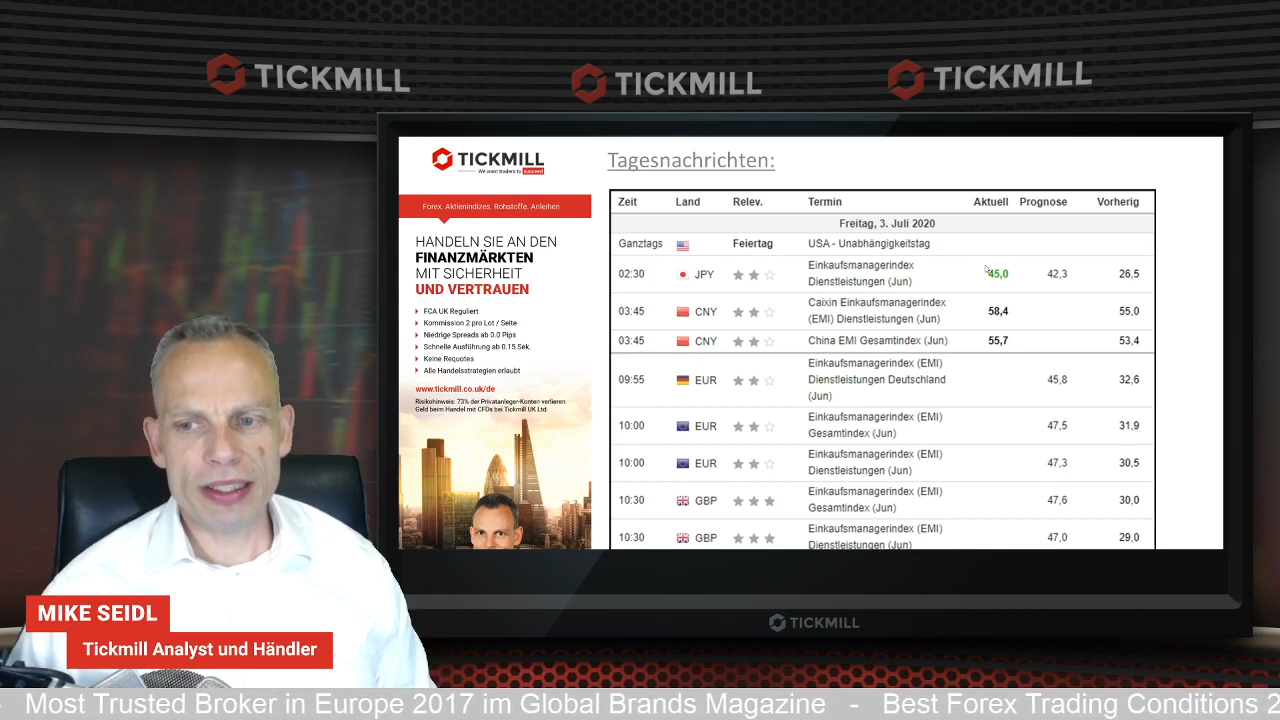 TICKMILL
TICKMILL
TICKMILL
TICKMILL
We want traders to succeed
Forex. Aktienindizes. Rohstoffe. Anleihen
HANDELN SIE AN DEN
FINANZMÄRKTEN
MIT SICHERHEIT
UND VERTRAUEN
FCA UK Reguliert
Kommission 2 pro Lot / Seite
Niedrige Spreads ab 0.0 Pips
Schnelle Ausführung ab 0.15 Sek.
Keine Requotes
Alle Handelsstrategien erlaubt
www.tickmill.co.uk/de
Risikohinweis: 73% der Privatanleger-Konten verlieren
Geld beim Handel mit CFDs bei Tickmill UK Ltd.
Tagesnachrichten:
Zeit Land Relev. Termin Aktuell Prognose Vorherig
Freitag, 3. Juli 2020
Ganztags Feiertag USA - Unabhängigkeitstag
02:30 JPY Einkaufsmanagerindex 45,0 42,3 26,5
Dienstleistungen (Jun)
03:45 CNY Caixin Einkaufsmanagerindex 58,4 55,0
(EMI) Dienstleistungen (Jun)
03:45 CNY China EMI Gesamtindex (Jun) 55,7 53,4
09:55 EUR Einkaufsmanagerindex (EMI) 45,8 32,6
Dienstleistungen Deutschland
(Jun)
10:00 EUR Einkaufsmanagerindex (EMI) 47,5 31,9
Gesamtindex (Jun)
10:00 EUR Einkaufsmanagerindex (EMI) 47,3 30,5
Dienstleistungen (Jun)
10:30 GBP Einkaufsmanagerindex (EMI) 47,6 30,0
Gesamtindex (Jun)
10:30 GBP Einkaufsmanagerindex (EMI) 47,0 29,0
Dienstleistungen (Jun)
TICKMILL
MIKE SEIDL
Tickmill Analyst und Händler
- Most Trusted Broker in Europe 2017 im Global Brands Magazine - Best Forex Trading Conditions 2